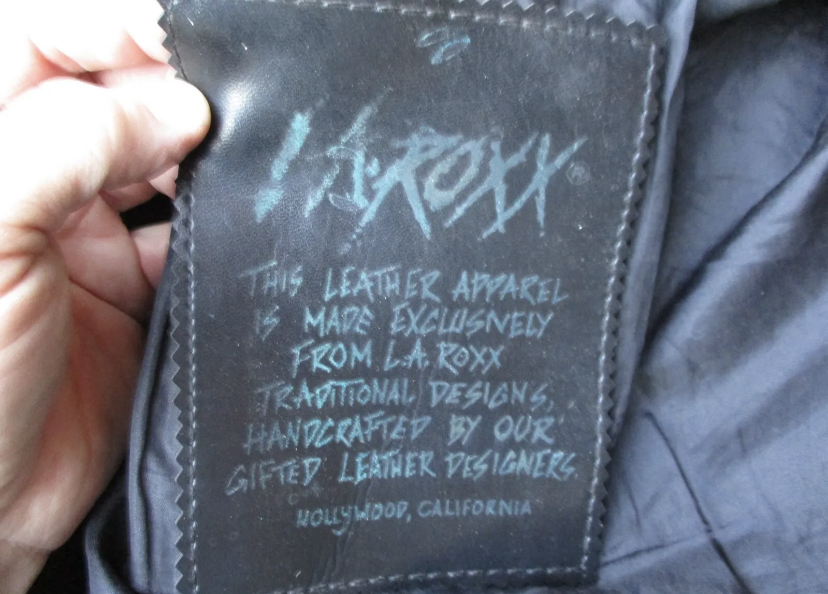 L.A. ROXX ®
THIS LEATHER APPAREL
IS MADE EXCLUSIVELY
FROM L.A. ROXX
TRADITIONAL DESIGNS,
HANDCRAFTED BY OUR
GIFTED LEATHER DESIGNERS.
HOLLYWOOD, CALIFORNIA